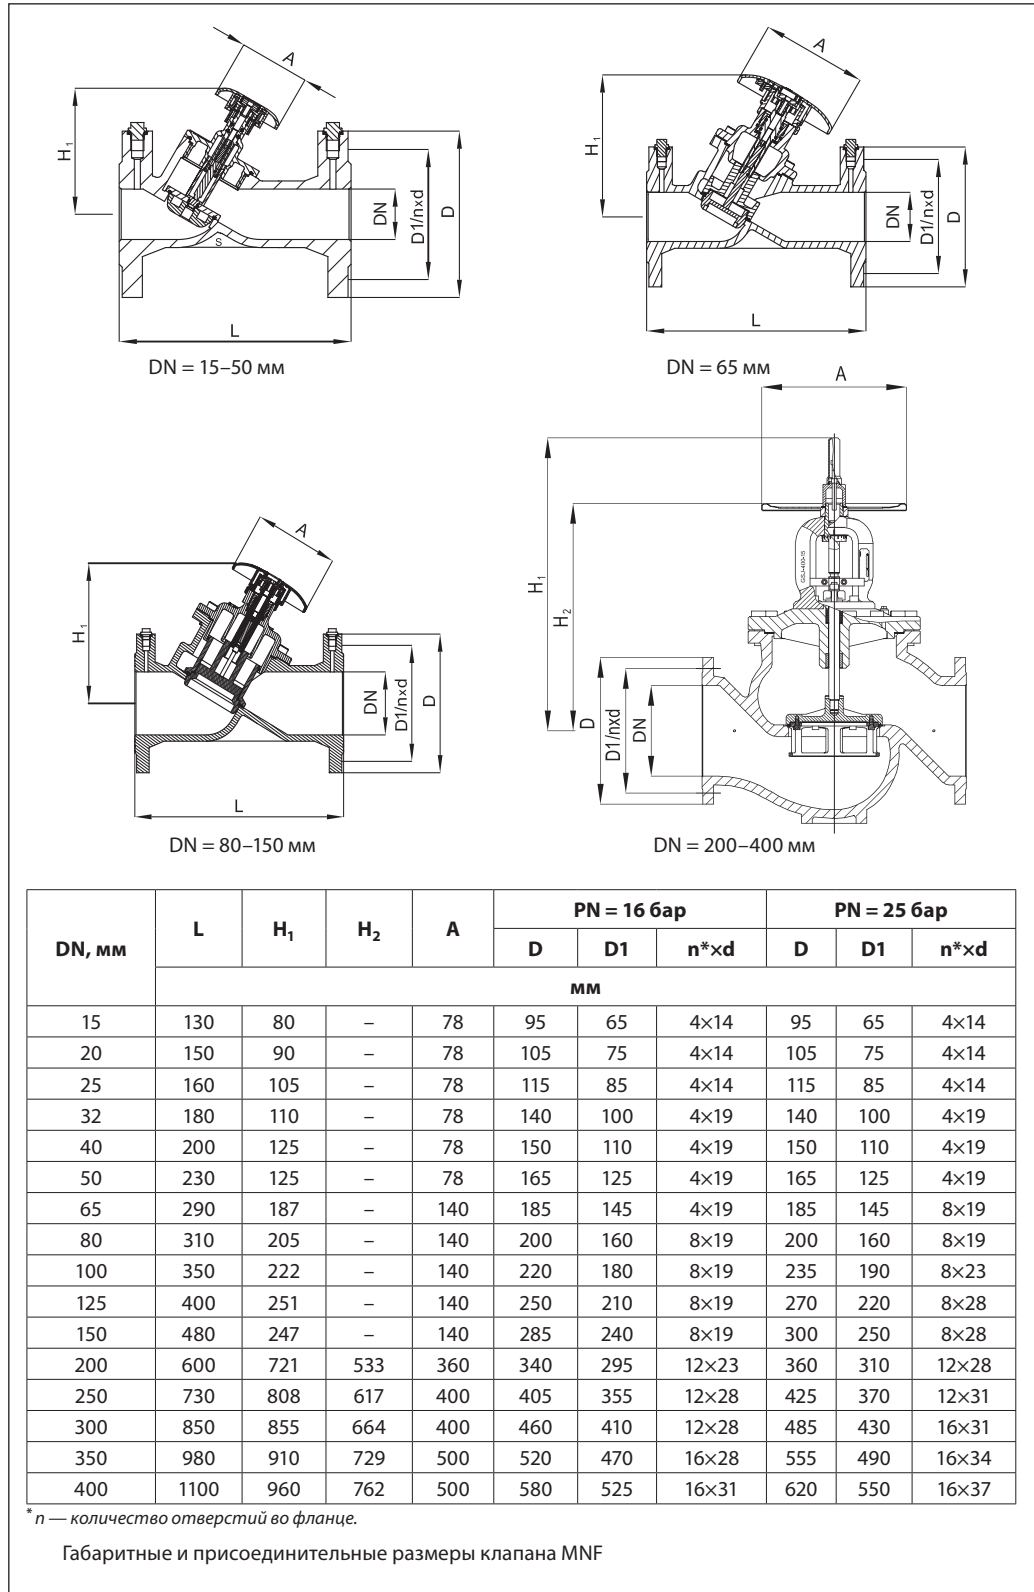 A
H1
DN
D1/n×d
D
S
L
DN = 15–50 мм
A
H1
DN
D1/n×d
D
L
DN = 65 мм
A
H1
DN
D1/n×d
D
L
DN = 80–150 мм
A
H1
H2
D
D1/nxd
DN
DN = 200–400 мм
DN, мм L H1 H2 A PN = 16 бар PN = 25 бар
D D1 n*×d D D1 n*×d
мм
15 130 80 – 78 95 65 4×14 95 65 4×14
20 150 90 – 78 105 75 4×14 105 75 4×14
25 160 105 – 78 115 85 4×14 115 85 4×14
32 180 110 – 78 140 100 4×19 140 100 4×19
40 200 125 – 78 150 110 4×19 150 110 4×19
50 230 125 – 78 165 125 4×19 165 125 4×19
65 290 187 – 140 185 145 4×19 185 145 8×19
80 310 205 – 140 200 160 8×19 200 160 8×19
100 350 222 – 140 220 180 8×19 235 190 8×23
125 400 251 – 140 250 210 8×19 270 220 8×28
150 480 247 – 140 285 240 8×19 300 250 8×28
200 600 721 533 360 340 295 12×23 360 310 12×28
250 730 808 617 400 405 355 12×28 425 370 12×31
300 850 855 664 400 460 410 12×28 485 430 16×31
350 980 910 729 500 520 470 16×28 555 490 16×34
400 1100 960 762 500 580 525 16×31 620 550 16×37
* n — количество отверстий во фланце.
Габаритные и присоединительные размеры клапана MNF